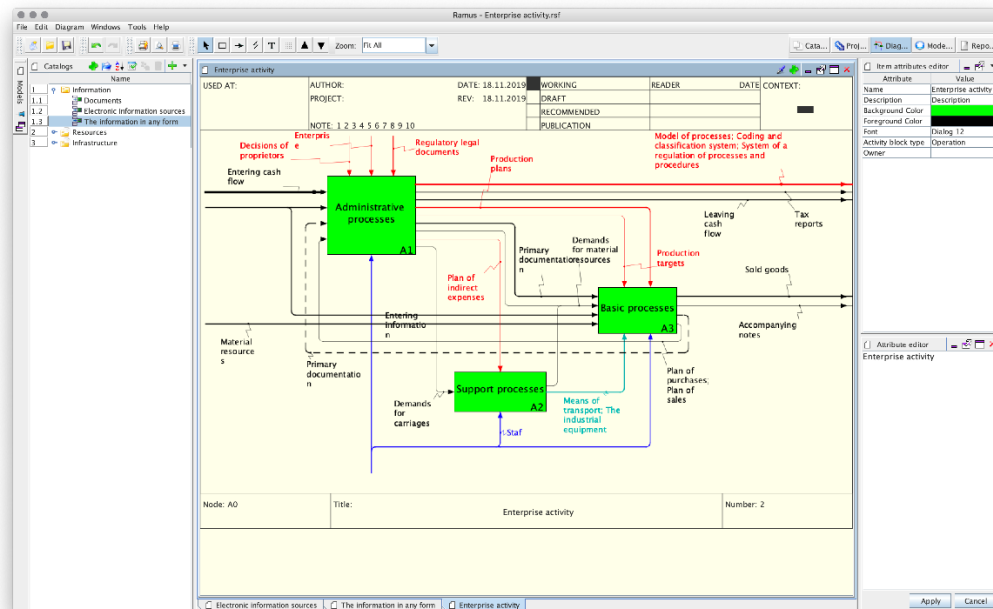 Ramus - Enterprise activity.rsf
File Edit Diagram Windows Tools Help
Zoom: Fit All
Cata... Proj... Diag... Mode... Repo...
Models
Catalogs
Name
1 Information
1.1 Documents
1.2 Electronic information sources
1.3 The information in any form
2 Resources
3 Infrastructure
Enterprise activity
USED AT:
AUTHOR:
DATE: 18.11.2019
WORKING
READER
DATE
CONTEXT:
PROJECT:
REV: 18.11.2019
DRAFT
RECOMMENDED
NOTE: 1 2 3 4 5 6 7 8 9 10
PUBLICATION
Enterpris
e
Decisions of
proprietors
Regulatory legal
documents
Production
plans
Model of processes; Coding and
classification system; System of a
regulation of processes and
procedures
Entering cash
flow
Administrative
processes
A1
Leaving
cash
flow
Tax
reports
Primary
documentatio
n
Demands
for material
resources
Production
targets
Sold goods
Plan of
indirect
expenses
Basic processes
A3
Entering
Informatio
n
Accompanying
notes
Material
resource
s
Primary
documentatio
n
Plan of
purchases;
Plan of
sales
Support processes
A2
Demands
for
carriages
Means of
transport; The
industrial
equipment
Staf
Node: A0
Title:
Enterprise activity
Number: 2
Electronic information sources
The information in any form
Enterprise activity
Item attributes editor
Attribute Value
Name Enterprise activity
Description Description
Background Color
Foreground Color
Font Dialog 12
Activity block type Operation
Owner
Attribute editor
Enterprise activity
Apply Cancel